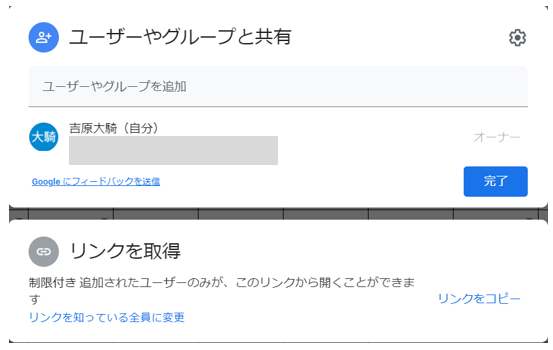 ユーザーやグループと共有
ユーザーやグループを追加
大騎
吉原大騎（自分）
オーナー
Google にフィードバックを送信
完了
リンクを取得
制限付き 追加されたユーザーのみが、このリンクから開くことができま
す
リンクをコピー
リンクを知っている全員に変更